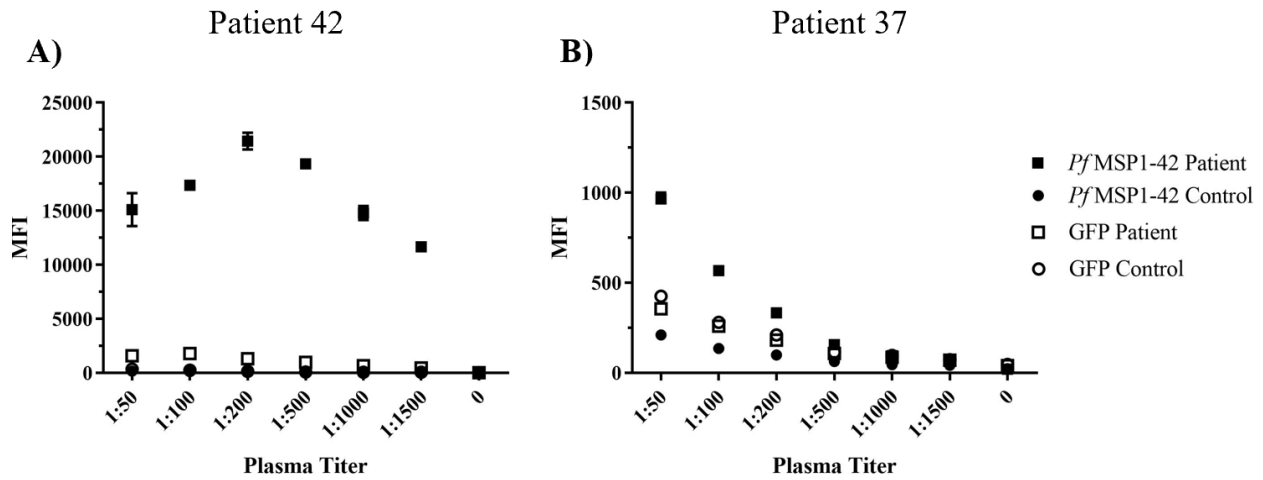 Patient 42
Patient 37
A)
B)
25000
20000
15000
10000
5000
0
MFI
1:50
1:100
1:200
1:500
1:1000
1:1500
0
Plasma Titer
1500
1000
500
0
MFI
1:50
1:100
1:200
1:500
1:1000
1:1500
0
Plasma Titer
Pf MSP1-42 Patient
Pf MSP1-42 Control
GFP Patient
GFP Control